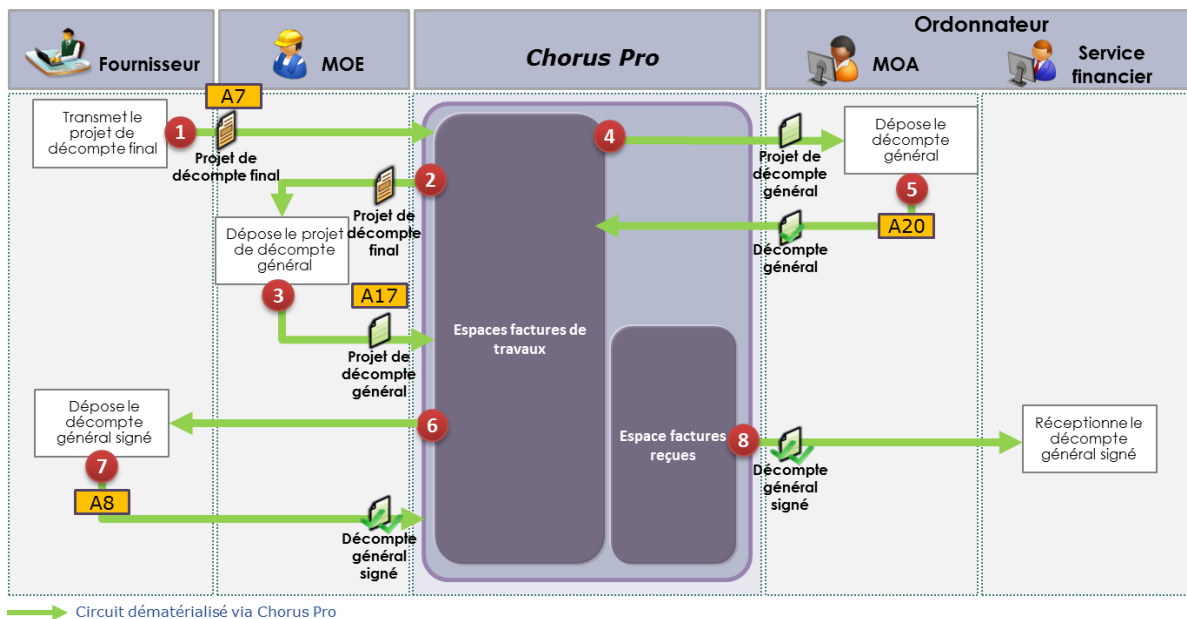 Fournisseur
MOE
Chorus Pro
Ordonnateur
MOA
Service
financier
A7
Transmet le
projet de
décompte final
1
Projet de
décompte final
2
Projet de
décompte
final
Dépose le projet
de décompte
général
3
A17
Projet de
décompte
général
4
Projet de
décompte
général
Dépose le
décompte
général
5
A20
Décompte
général
Espaces factures de
travaux
Espace factures
reçues
6
Dépose le
décompte
général signé
7
A8
Décompte
général
signé
8
Décompte
général
signé
Réceptionne le
décompte
général signé
Circuit dématérialisé via Chorus Pro